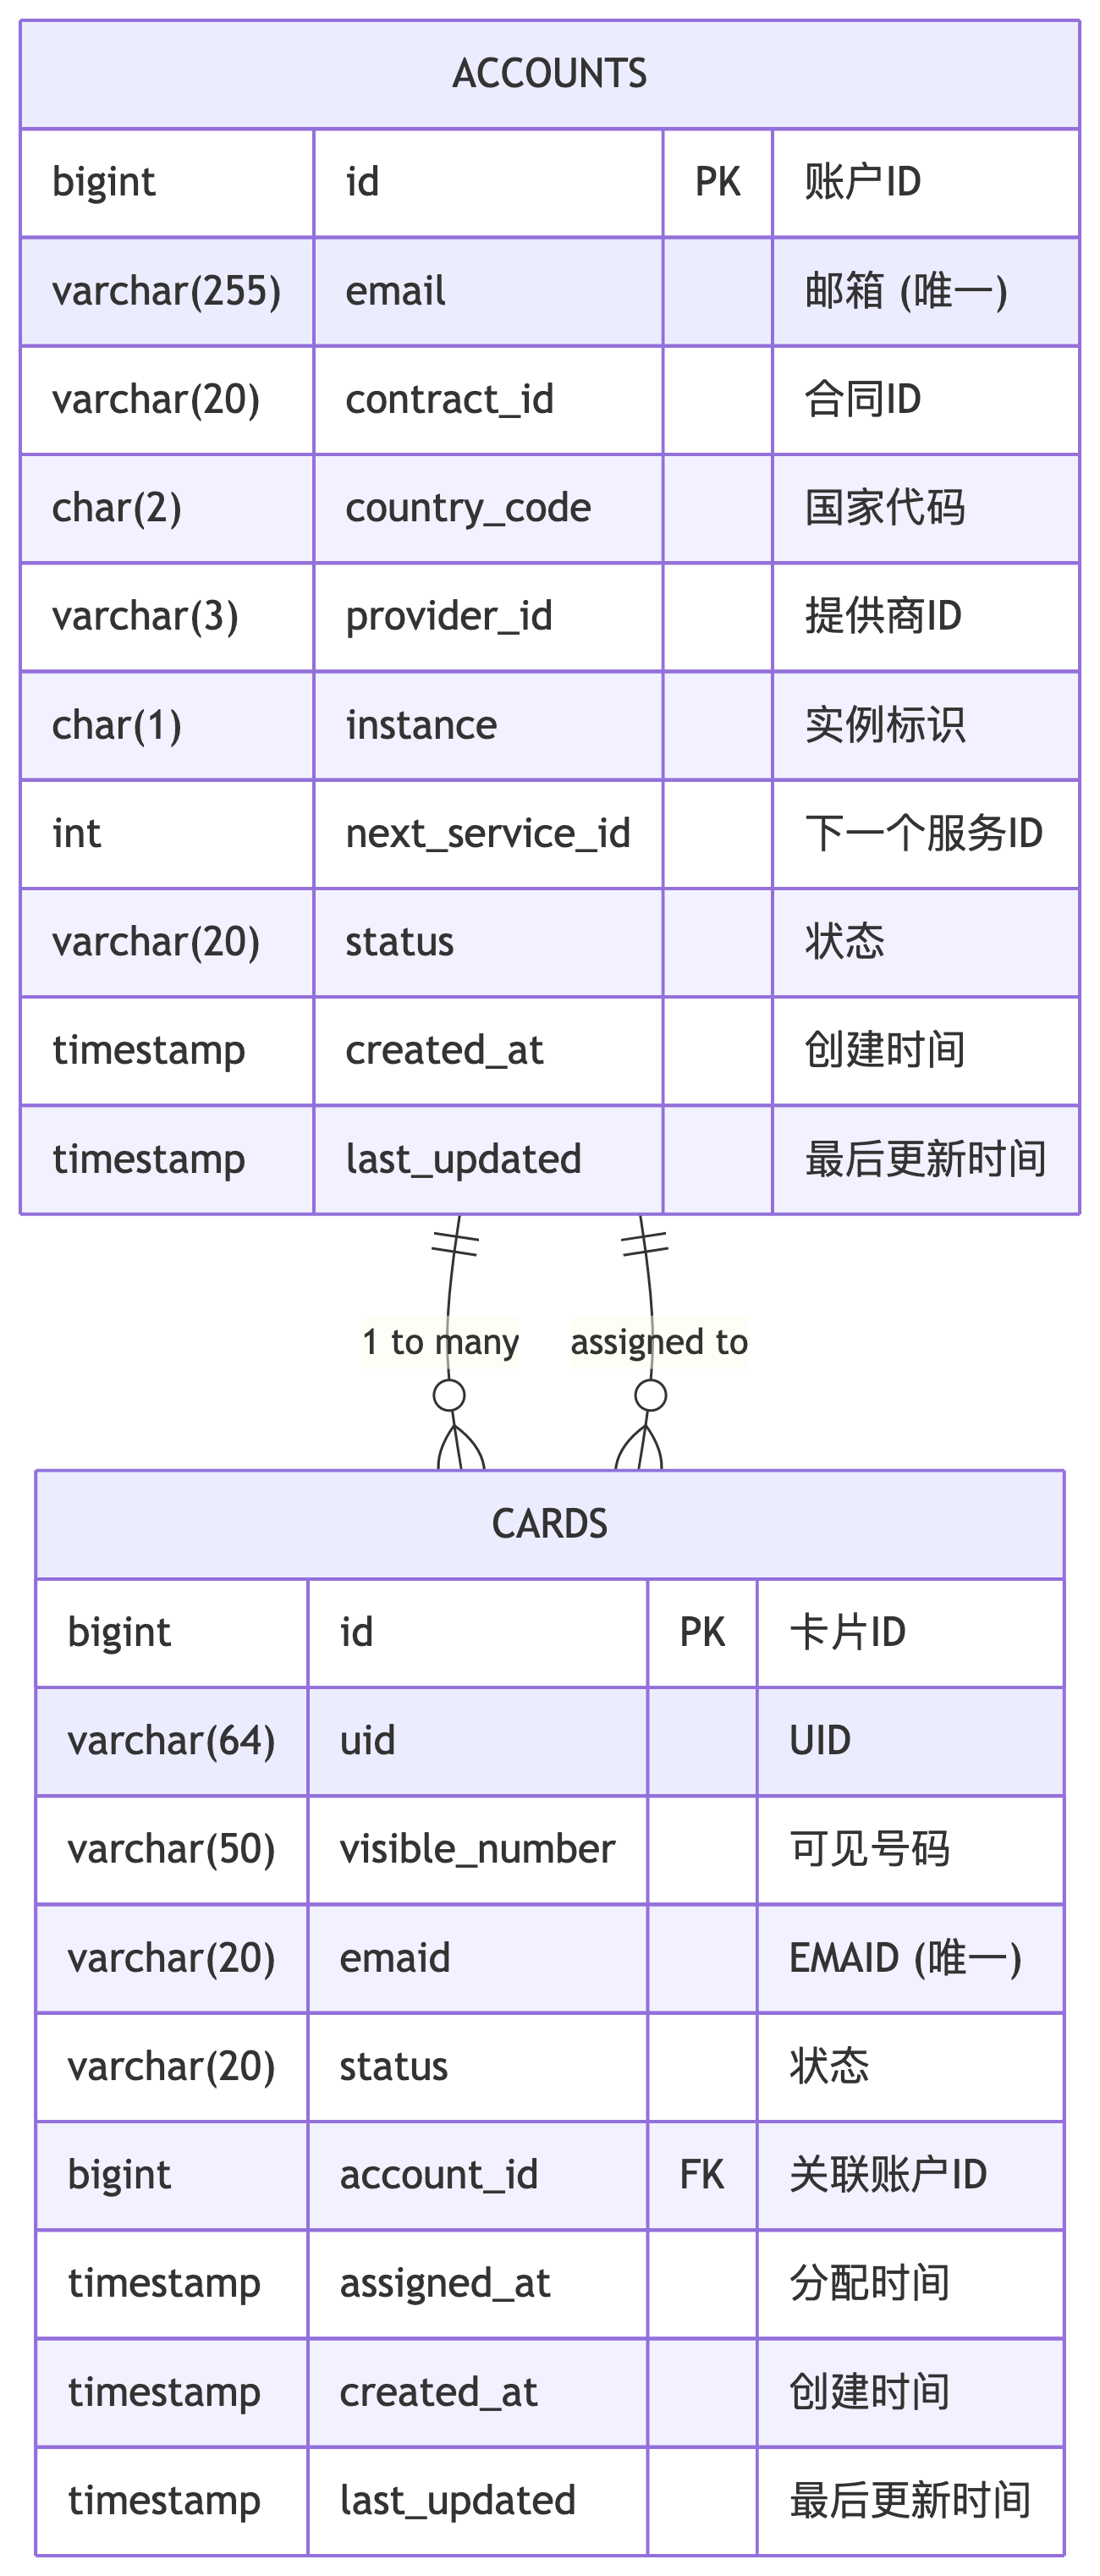 ACCOUNTS
bigint id PK 账户ID
varchar(255) email 邮箱 (唯一)
varchar(20) contract_id 合同ID
char(2) country_code 国家代码
varchar(3) provider_id 提供商ID
char(1) instance 实例标识
int next_service_id 下一个服务ID
varchar(20) status 状态
timestamp created_at 创建时间
timestamp last_updated 最后更新时间
1 to many assigned to
CARDS
bigint id PK 卡片ID
varchar(64) uid UID
varchar(50) visible_number 可见号码
varchar(20) emaid EMAID (唯一)
varchar(20) status 状态
bigint account_id FK 关联账户ID
timestamp assigned_at 分配时间
timestamp created_at 创建时间
timestamp last_updated 最后更新时间